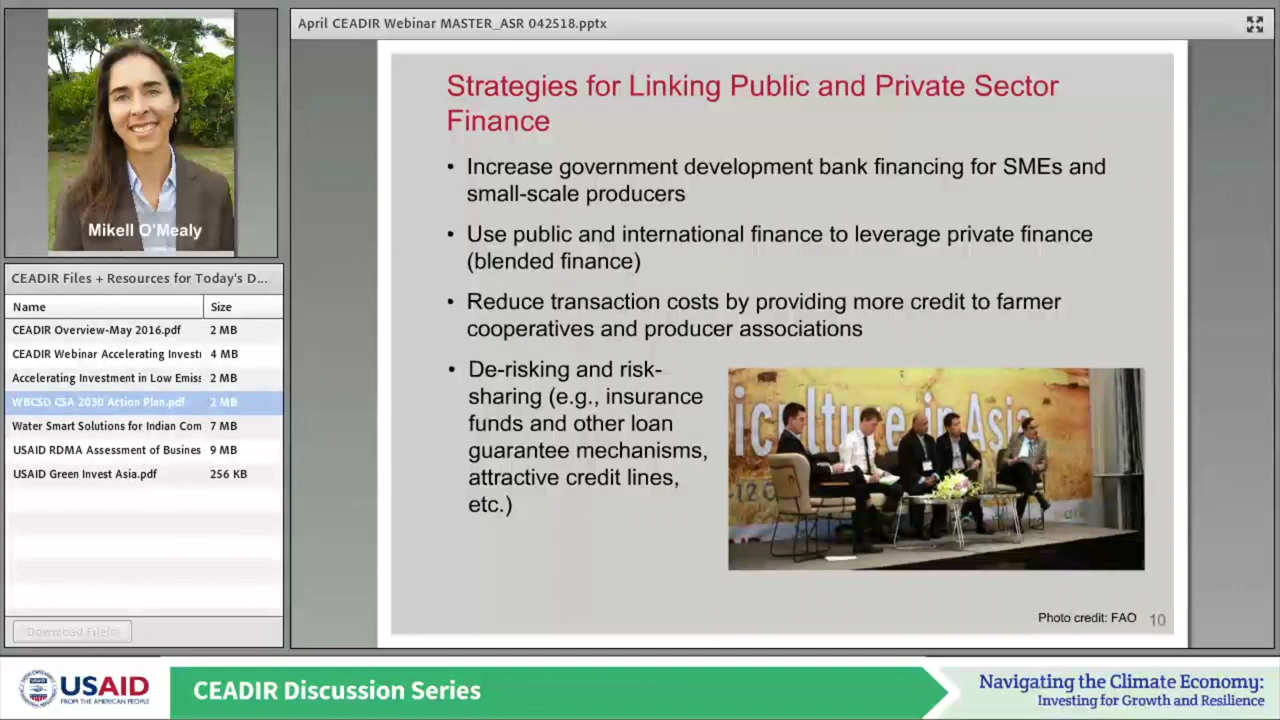 April CEADIR Webinar MASTER_ASR 042518.pptx
Mikell O'Mealy
CEADIR Files + Resources for Today's D...
Name Size
CEADIR Overview-May 2016.pdf 2 MB
CEADIR Webinar Accelerating Investi 4 MB
Accelerating Investment in Low Emiss 2 MB
WBCSD CSA 2030 Action Plan.pdf 2 MB
Water Smart Solutions for Indian Com 7 MB
USAID RDMA Assessment of Busines 9 MB
USAID Green Invest Asia.pdf 256 KB
Download File(s)
Strategies for Linking Public and Private Sector
Finance
• Increase government development bank financing for SMEs and
small-scale producers
• Use public and international finance to leverage private finance
(blended finance)
• Reduce transaction costs by providing more credit to farmer
cooperatives and producer associations
• De-risking and risk-
sharing (e.g., insurance
funds and other loan
guarantee mechanisms,
attractive credit lines,
etc.)
iculture in Asia
Photo credit: FAO 10
USAID
FROM THE AMERICAN PEOPLE
CEADIR Discussion Series
Navigating the Climate Economy:
Investing for Growth and Resilience